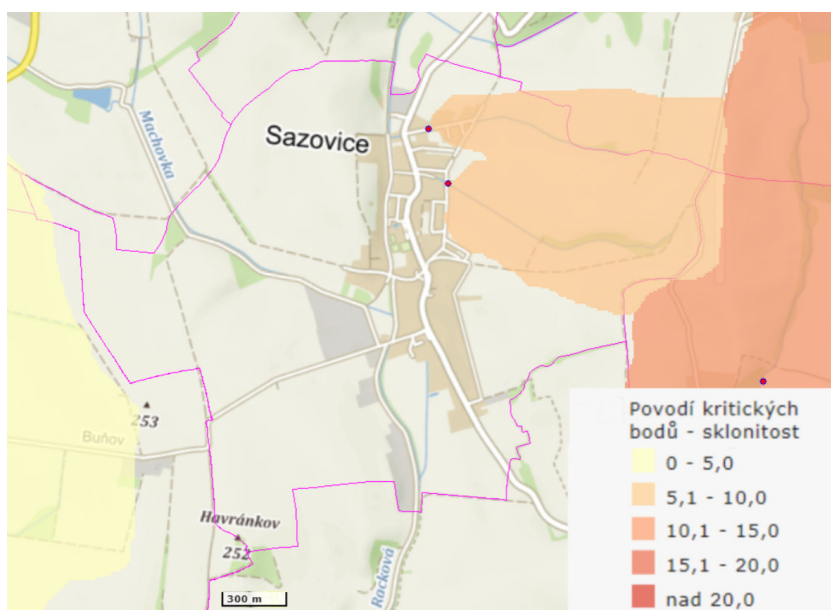 Machovka
Sazovice
253
Buňov
Havránkov
252
300 m
Racková
Povodí kritických
bodů - sklonitost
0 - 5,0
5,1 - 10,0
10,1 - 15,0
15,1 - 20,0
nad 20,0